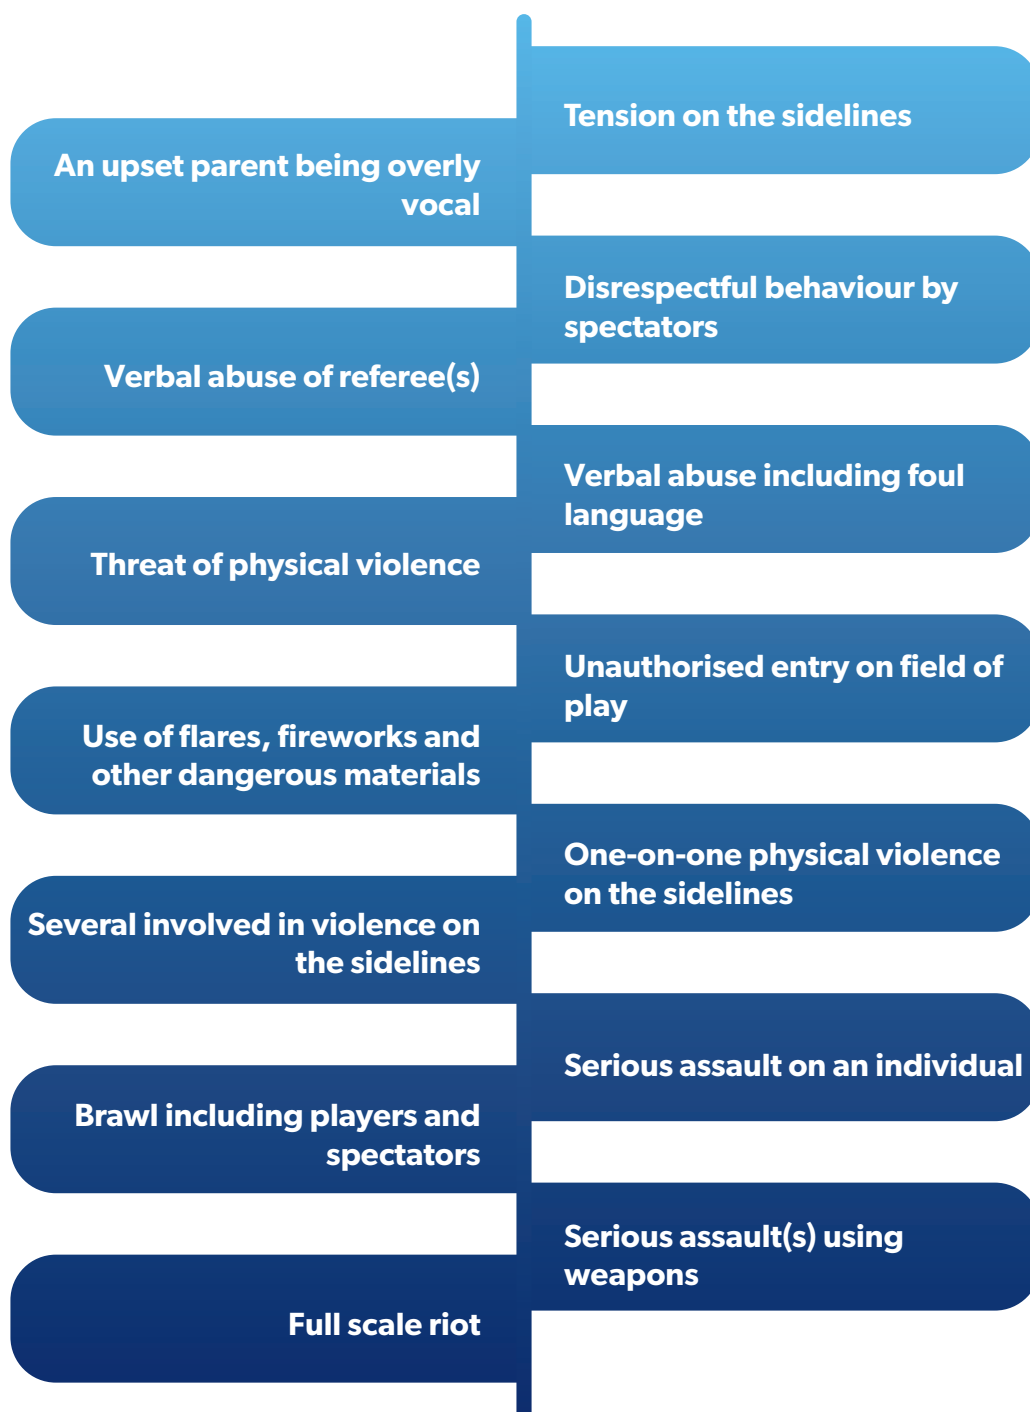 Tension on the sidelines
An upset parent being overly
vocal
Disrespectful behaviour by
spectators
Verbal abuse of referee(s)
Verbal abuse including foul
language
Threat of physical violence
Unauthorised entry on field of
play
Use of flares, fireworks and
other dangerous materials
One-on-one physical violence
on the sidelines
Several involved in violence on
the sidelines
Serious assault on an individual
Brawl including players and
spectators
Serious assault(s) using
weapons
Full scale riot